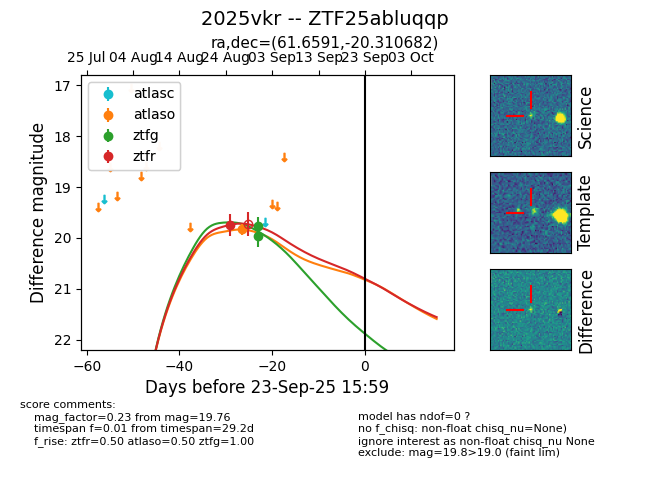 2025vkr -- ZTF25abluqqp
ra,dec=(61.6591,-20.310682)
25 Jul 04 Aug 14 Aug 24 Aug 03 Sep 13 Sep 23 Sep 03 Oct
17
18
19
20
21
22
Difference magnitude
atlasc
atlaso
ztfg
ztfr
−60 −40 −20 0
Days before 23-Sep-25 15:59
Science
Template
Difference
score comments:
mag_factor=0.23 from mag=19.76
timespan f=0.01 from timespan=29.2d
f_rise: ztfr=0.50 atlaso=0.50 ztfg=1.00
model has ndof=0 ?
no f_chisq: non-float chisq_nu=None)
ignore interest as non-float chisq_nu None
exclude: mag=19.8>19.0 (faint lim)